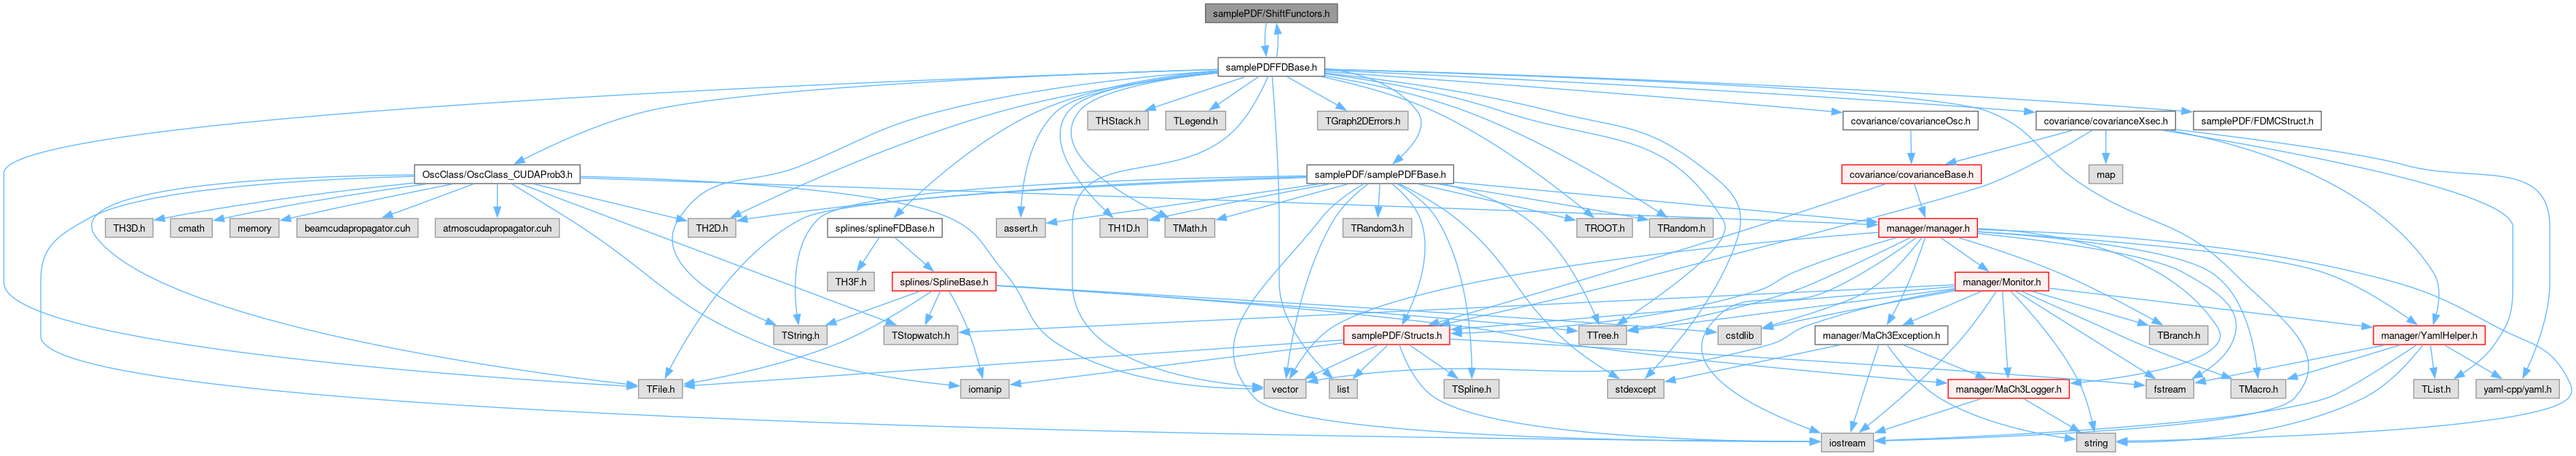 samplePDF/ShiftFunctors.h
samplePDFFDBase.h
THStack.h
TLegend.h
TGraph2DErrors.h
covariance/covarianceOsc.h
covariance/covarianceXsec.h
samplePDF/FDMCStruct.h
OscClass/OscClass_CUDAProb3.h
samplePDF/samplePDFBase.h
covariance/covarianceBase.h
map
TH3D.h
cmath
memory
beamcudapropagator.cuh
atmoscudapropagator.cuh
TH2D.h
splines/splineFDBase.h
assert.h
TH1D.h
TMath.h
TRandom3.h
TROOT.h
TRandom.h
manager/manager.h
TH3F.h
splines/SplineBase.h
manager/Monitor.h
TString.h
TStopwatch.h
samplePDF/Structs.h
TTree.h
cstdlib
manager/MaCh3Exception.h
TBranch.h
manager/YamlHelper.h
TFile.h
iomanip
vector
list
TSpline.h
stdexcept
manager/MaCh3Logger.h
fstream
TMacro.h
TList.h
yaml-cpp/yaml.h
iostream
string